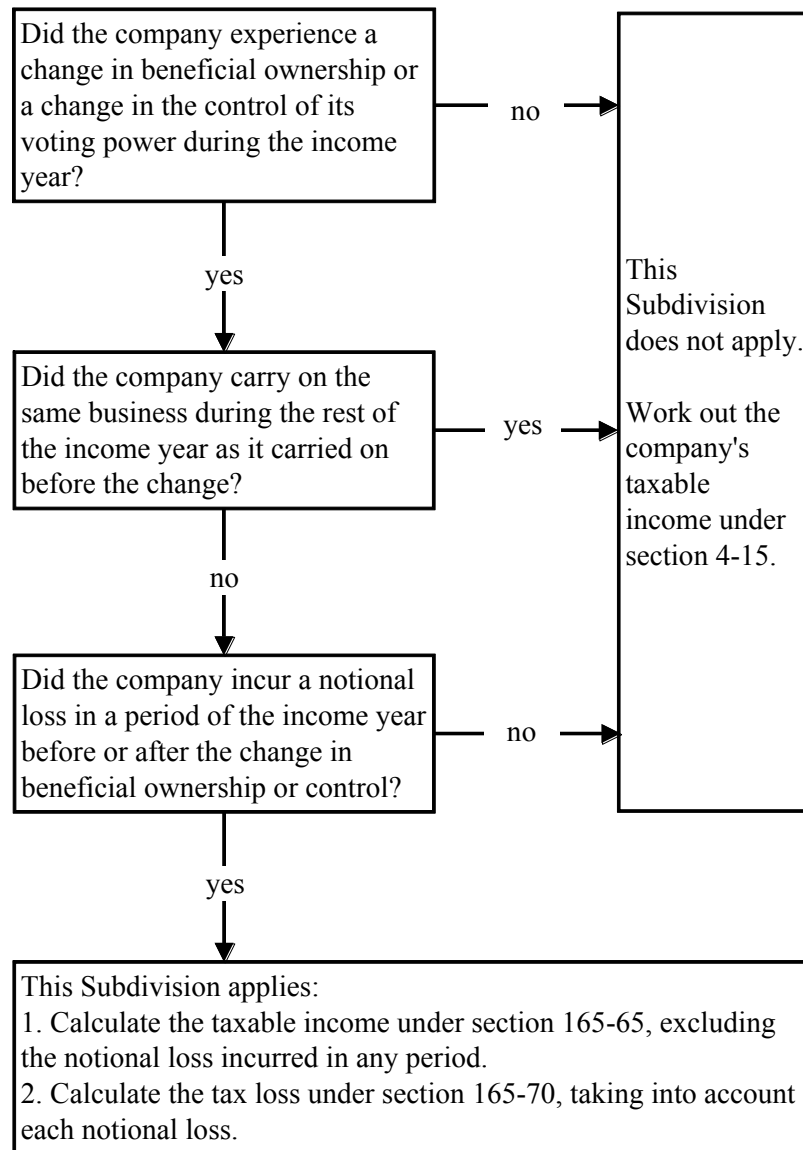 Did the company experience a
change in beneficial ownership or
a change in the control of its
voting power during the income
year?
no
yes
This
Subdivision
does not apply.
Work out the
company's
taxable
income under
section 4-15.
Did the company carry on the
same business during the rest of
the income year as it carried on
before the change?
yes
no
Did the company incur a notional
loss in a period of the income year
before or after the change in
beneficial ownership or control?
no
yes
This Subdivision applies:
1. Calculate the taxable income under section 165-65, excluding
the notional loss incurred in any period.
2. Calculate the tax loss under section 165-70, taking into account
each notional loss.